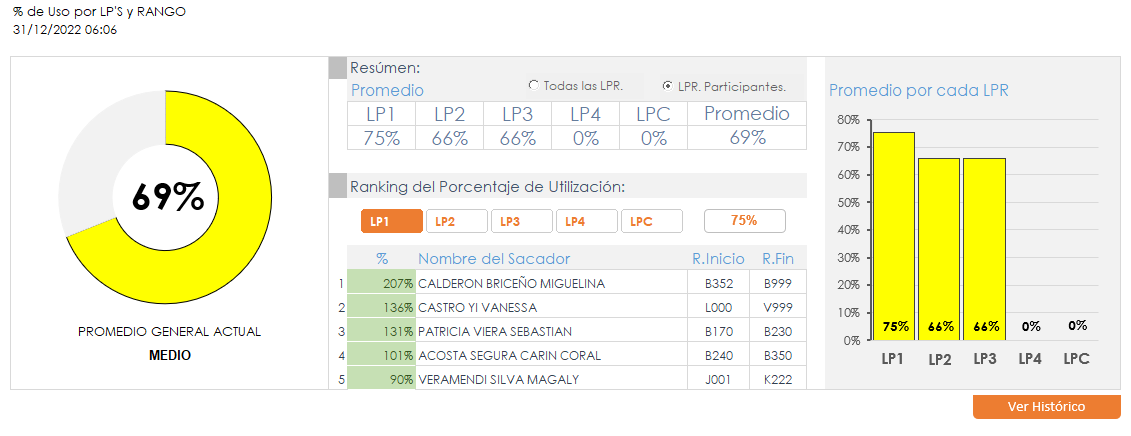 % de Uso por LP'S y RANGO
31/12/2022 06:06
69%
PROMEDIO GENERAL ACTUAL
MEDIO
Resúmen:
Promedio
Todas las LPR.
LPR. Participantes.
LP1 LP2 LP3 LP4 LPC Promedio
75% 66% 66% 0% 0% 69%
Ranking del Porcentaje de Utilización:
LP1 LP2 LP3 LP4 LPC 75%
% Nombre del Sacador R.Inicio R.Fin
1 207% CALDERON BRICEÑO MIGUELINA B352 B999
2 136% CASTRO YI VANESSA L000 V999
3 131% PATRICIA VIERA SEBASTIAN B170 B230
4 101% ACOSTA SEGURA CARIN CORAL B240 B350
5 90% VERAMENDI SILVA MAGALY J001 K222
Promedio por cada LPR
80%
70%
60%
50%
40%
30%
20%
10%
0%
75% 66% 66% 0% 0%
LP1 LP2 LP3 LP4 LPC
Ver Histórico